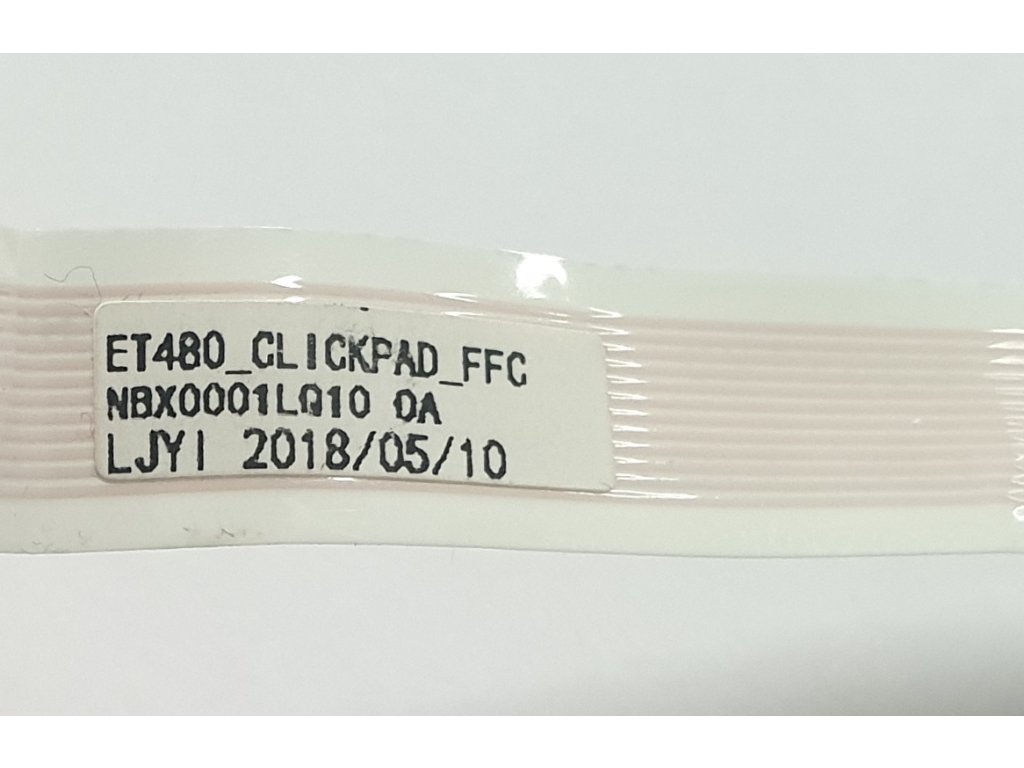 ET480_CLICKPAD_FFC
NBX0001LQ10 0A
LJYI 2018/05/10